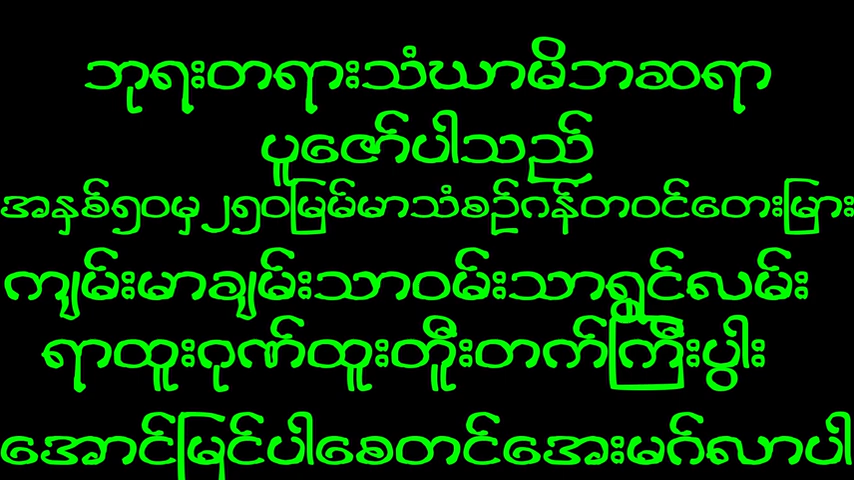 ဘုရားတရားသံဃာမိဘဆရာ
ပူဇော်ပါသည်
အနှစ်၅၀မှ၂၅၀မြမ်မာသံစဉ်ဂန်တဝင်တေးမြား
ကျမ်းမာချမ်းသာဝမ်းသာရွှင်လမ်း
ရာထူးဂုဏ်ထူးတိုူးတက်ကြီးပွါး
အောင်မြင်ပါစေတင်အေးမင်္ဂလာပါ